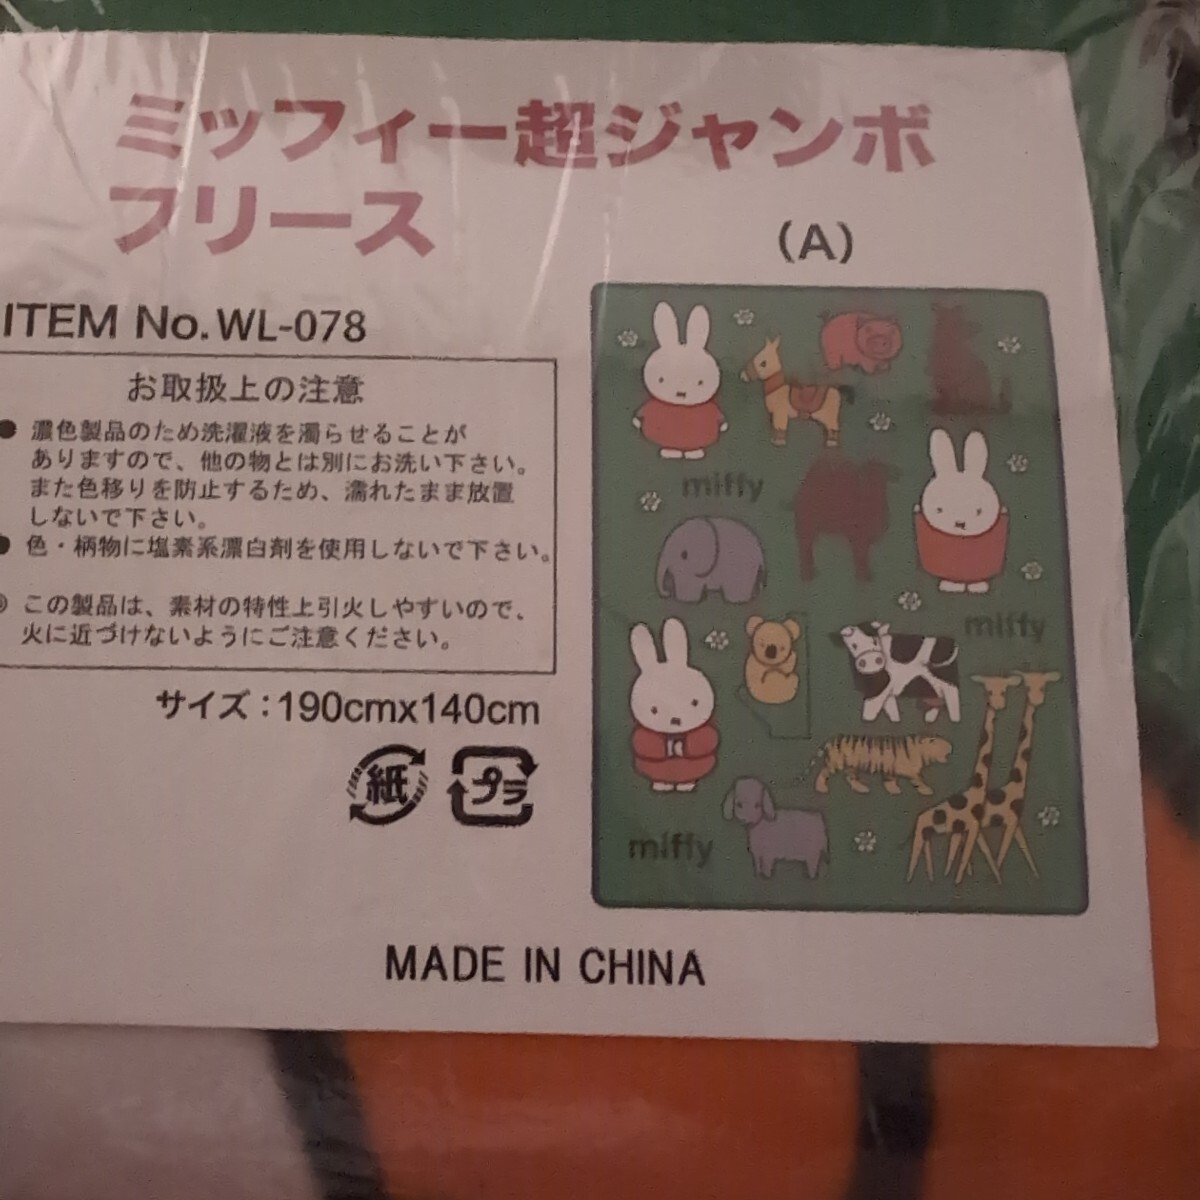 ミッフィー超ジャンボ
フリース
(A)
ITEM No. WL-078
お取扱上の注意
● 濃色製品のため洗濯液を濁らせることが
ありますので、他の物とは別にお洗い下さい。
また色移りを防止するため、濡れたまま放置
しないで下さい。
● 色・柄物に塩素系漂白剤を使用しないで下さい。
◎ この製品は、素材の特性上引火しやすいので、
火に近づけないようにご注意ください。
サイズ：190cmx140cm
紙 プラ
miffy
miffy
miffy
MADE IN CHINA